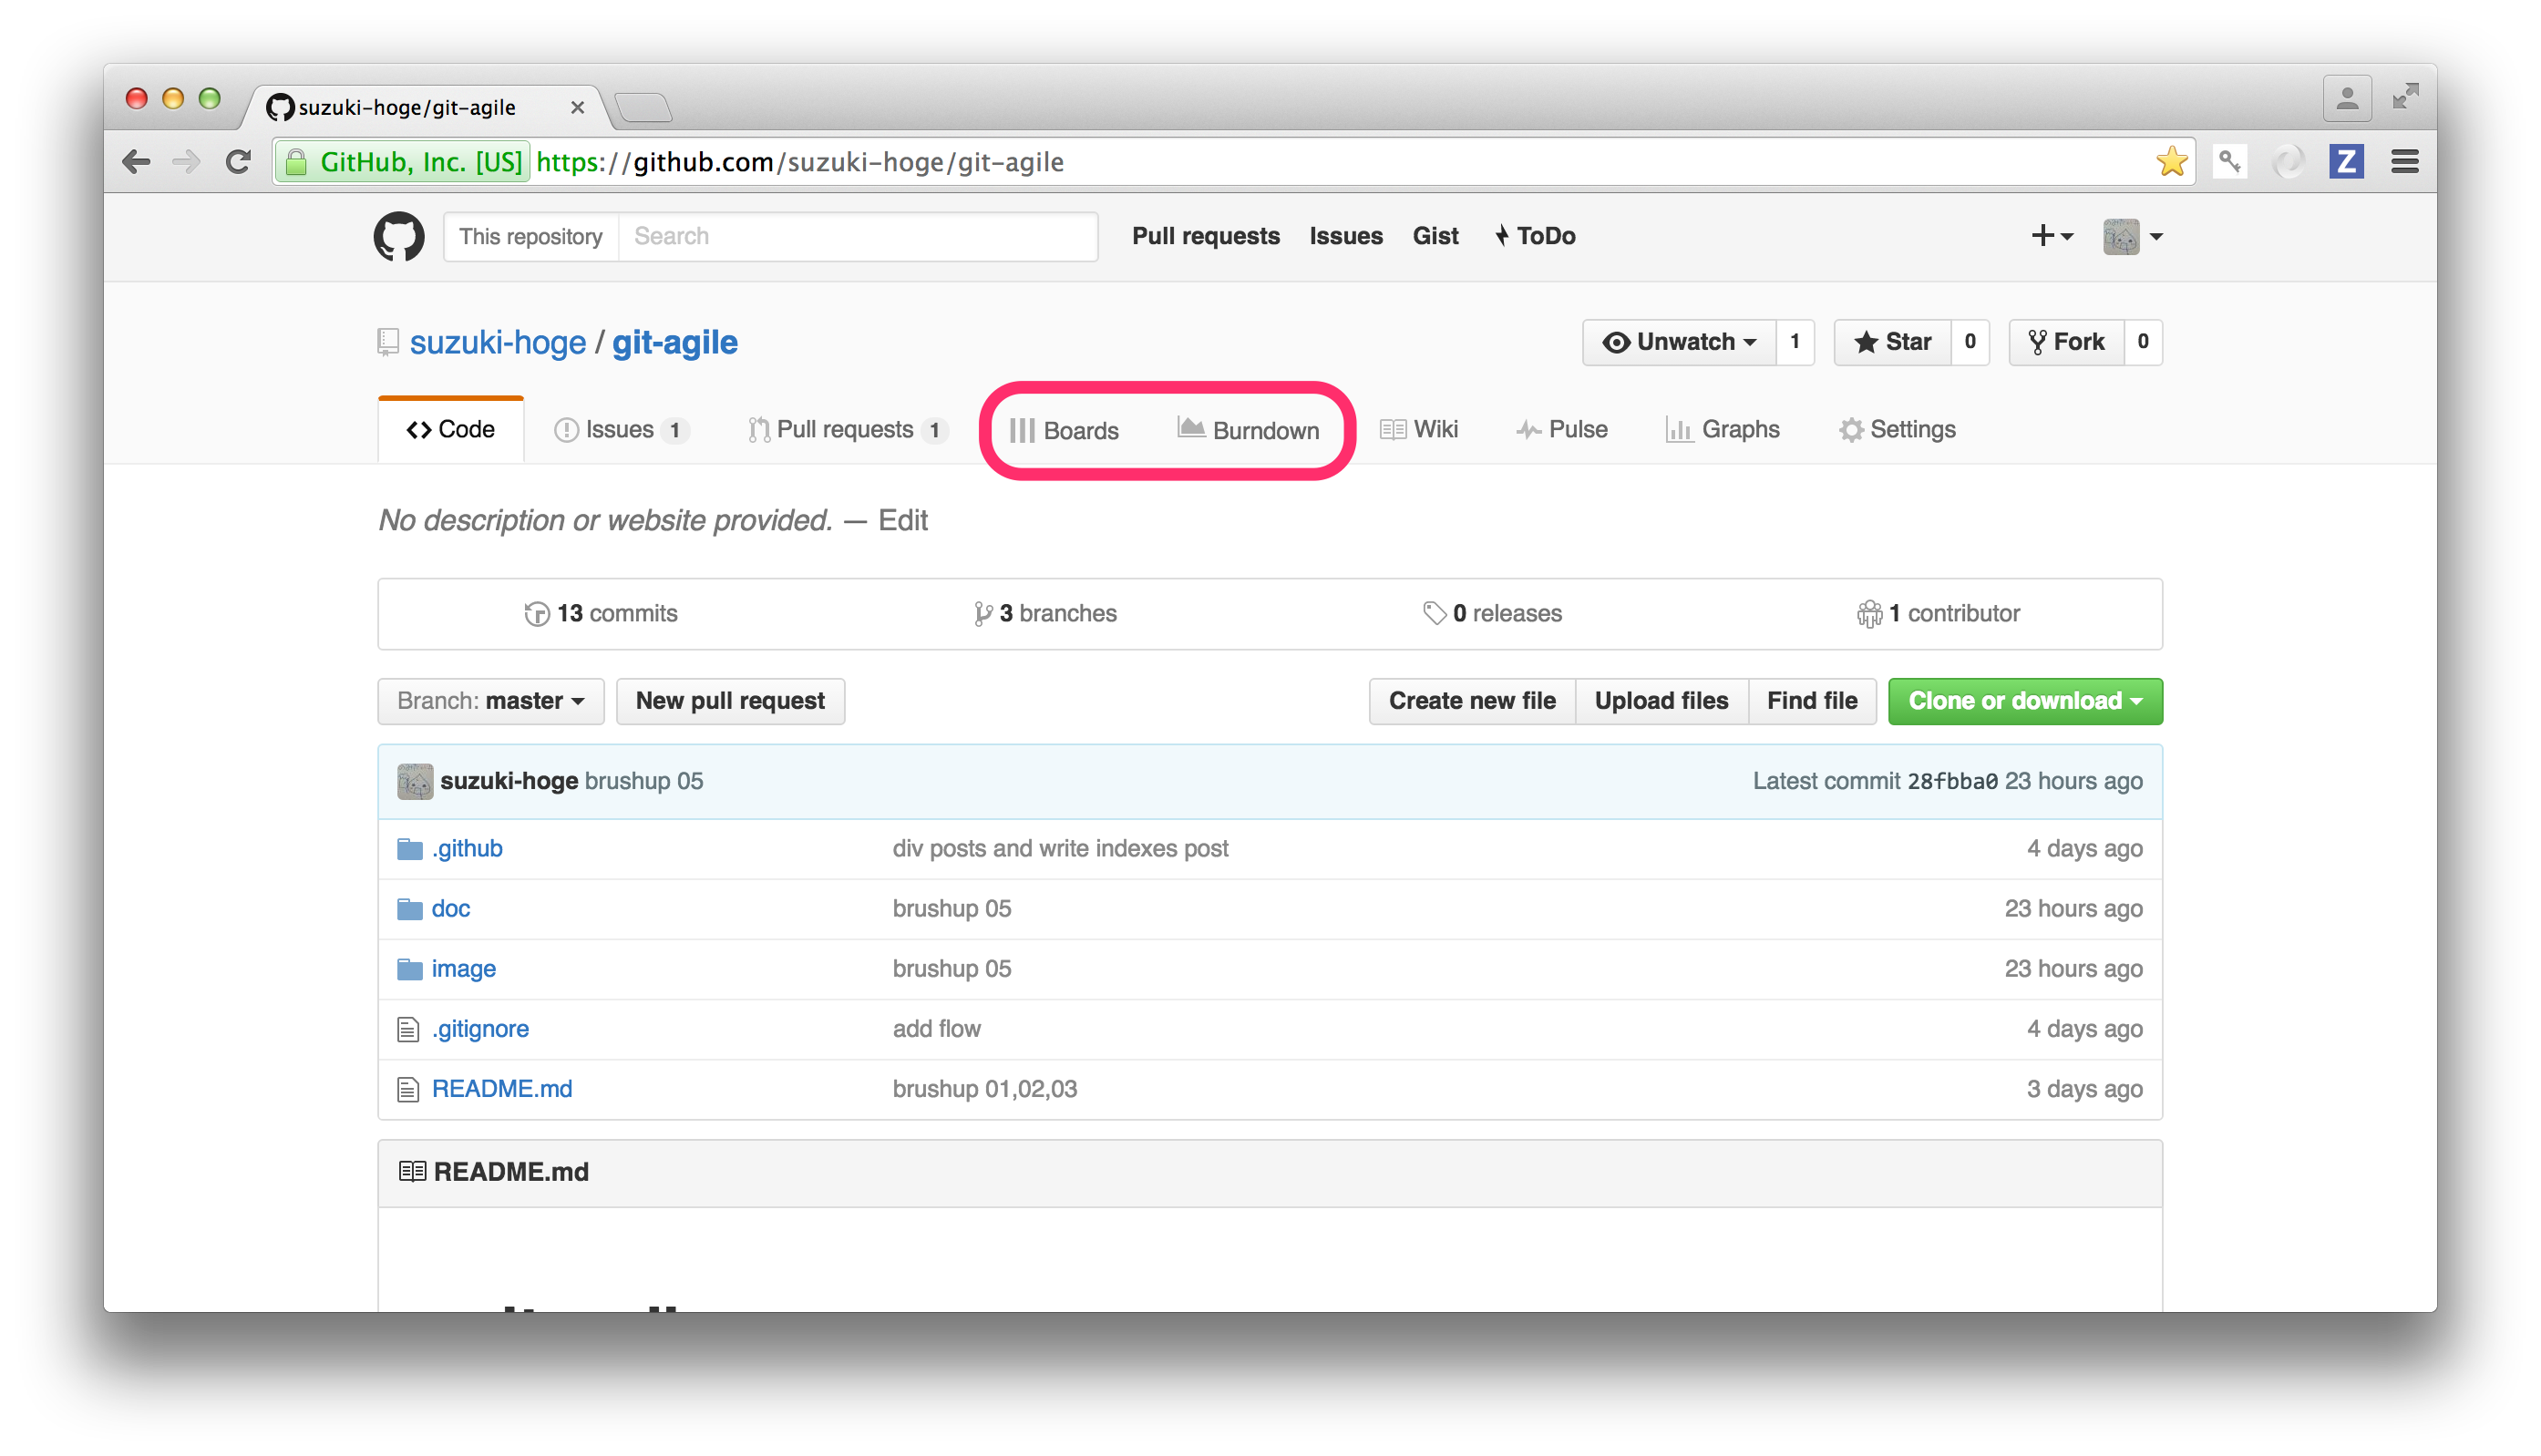 suzuki-hoge/git-agile
GitHub, Inc. [US] https://github.com/suzuki-hoge/git-agile
Z
This repository Search Pull requests Issues Gist ToDo
suzuki-hoge / git-agile Unwatch 1 Star 0 Fork 0
Code Issues 1 Pull requests 1 Boards Burndown Wiki Pulse Graphs Settings
No description or website provided. — Edit
13 commits 3 branches 0 releases 1 contributor
Branch: master New pull request Create new file Upload files Find file Clone or download
suzuki-hoge brushup 05 Latest commit 28fbba0 23 hours ago
.github div posts and write indexes post 4 days ago
doc brushup 05 23 hours ago
image brushup 05 23 hours ago
.gitignore add flow 4 days ago
README.md brushup 01,02,03 3 days ago
README.md